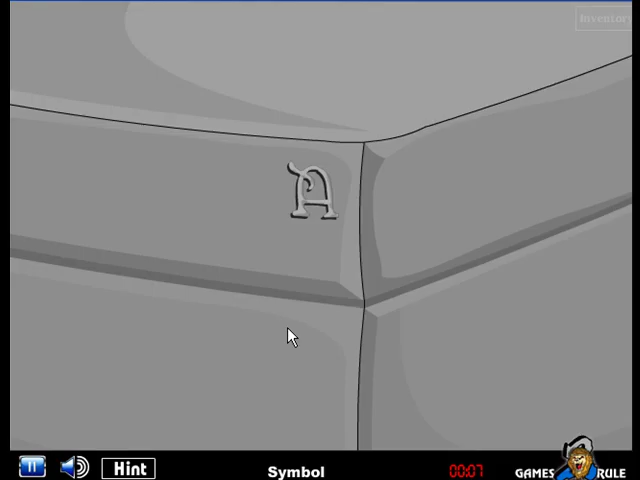 Inventory
A
Hint
Symbol
00:07
GAMES RULE